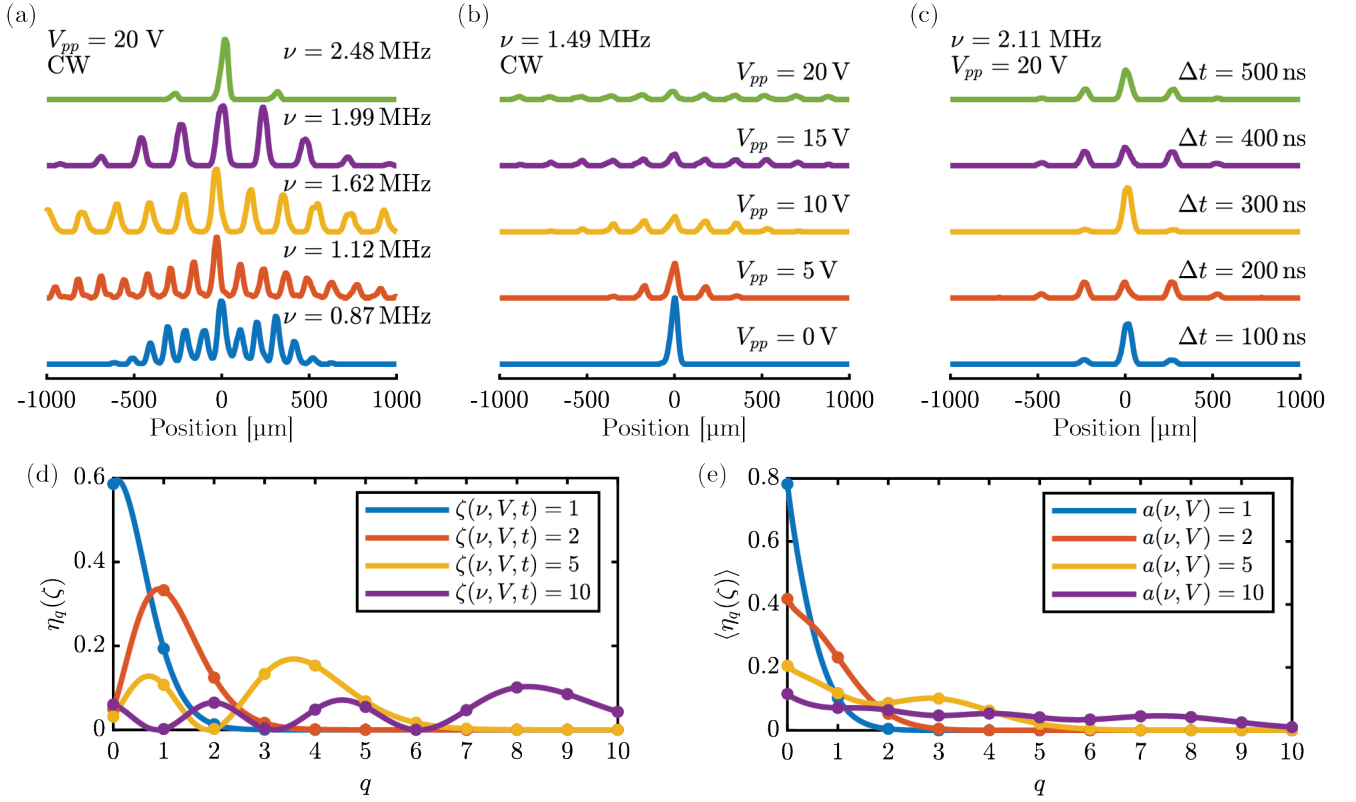 (a)
V_pp = 20 V
CW
ν = 2.48 MHz
ν = 1.99 MHz
ν = 1.62 MHz
ν = 1.12 MHz
ν = 0.87 MHz
-1000 -500 0 500 1000
Position [µm]
(b)
ν = 1.49 MHz
CW
V_pp = 20 V
V_pp = 15 V
V_pp = 10 V
V_pp = 5 V
V_pp = 0 V
-1000 -500 0 500 1000
Position [µm]
(c)
ν = 2.11 MHz
V_pp = 20 V
Δt = 500 ns
Δt = 400 ns
Δt = 300 ns
Δt = 200 ns
Δt = 100 ns
-1000 -500 0 500 1000
Position [µm]
(d)
0.6
0.4
0.2
0
η_q(ζ)
ζ(ν, V, t) = 1
ζ(ν, V, t) = 2
ζ(ν, V, t) = 5
ζ(ν, V, t) = 10
0 1 2 3 4 5 6 7 8 9 10
q
(e)
0.8
0.6
0.4
0.2
0
⟨η_q(ζ)⟩
a(ν, V) = 1
a(ν, V) = 2
a(ν, V) = 5
a(ν, V) = 10
0 1 2 3 4 5 6 7 8 9 10
q